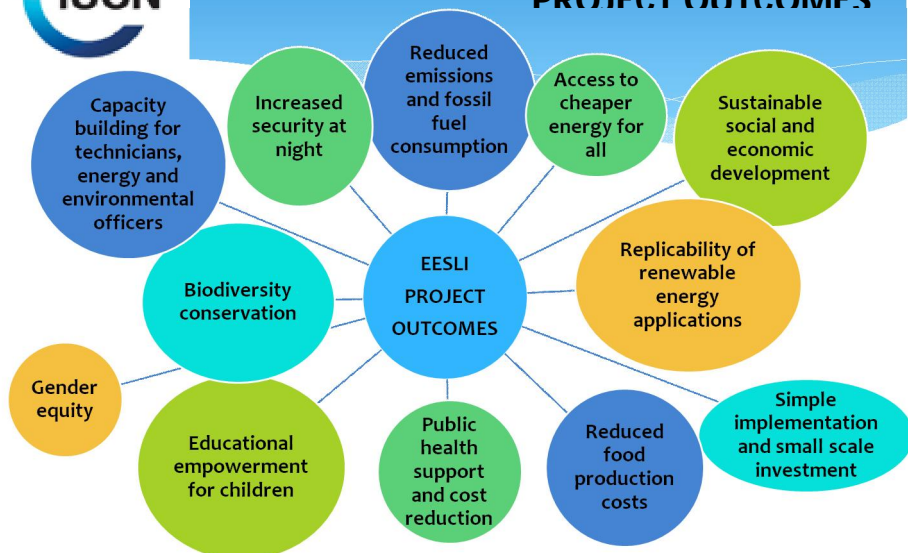 IUCN
PROJECT OUTCOMES
Capacity
building for
technicians,
energy and
environmental
officers
Increased
security at
night
Reduced
emissions
and fossil
fuel
consumption
Access to
cheaper
energy for
all
Sustainable
social and
economic
development
EESLI
PROJECT
OUTCOMES
Biodiversity
conservation
Replicability of
renewable
energy
applications
Gender
equity
Educational
empowerment
for children
Public
health
support
and cost
reduction
Reduced
food
production
costs
Simple
implementation
and small scale
investment